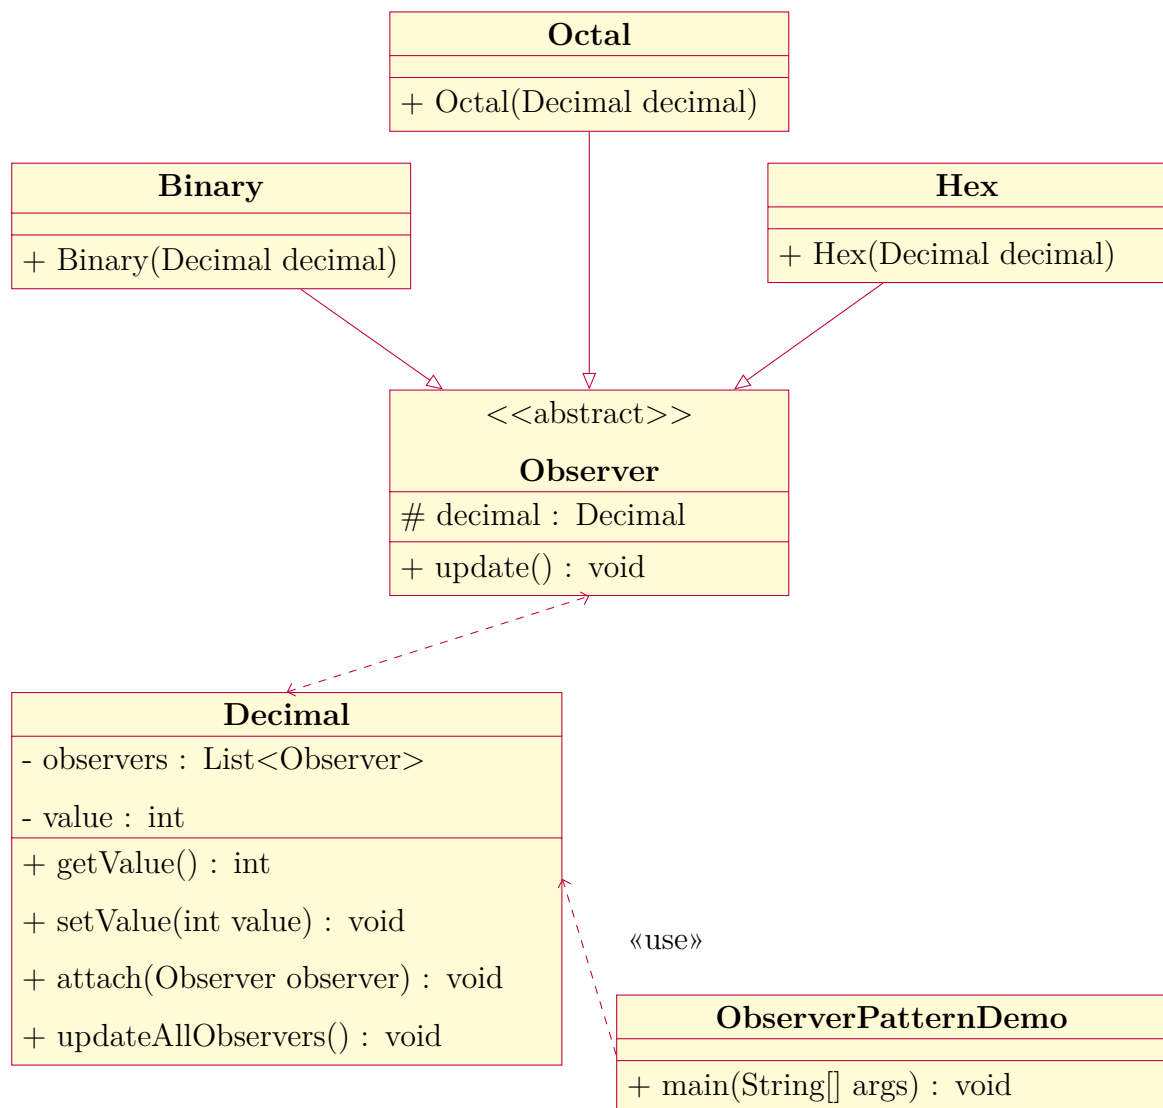 Octal
+ Octal(Decimal decimal)
Binary
+ Binary(Decimal decimal)
Hex
+ Hex(Decimal decimal)
<<abstract>>
Observer
# decimal : Decimal
+ update() : void
Decimal
- observers : List<Observer>
- value : int
+ getValue() : int
+ setValue(int value) : void
+ attach(Observer observer) : void
+ updateAllObservers() : void
«use»
ObserverPatternDemo
+ main(String[] args) : void